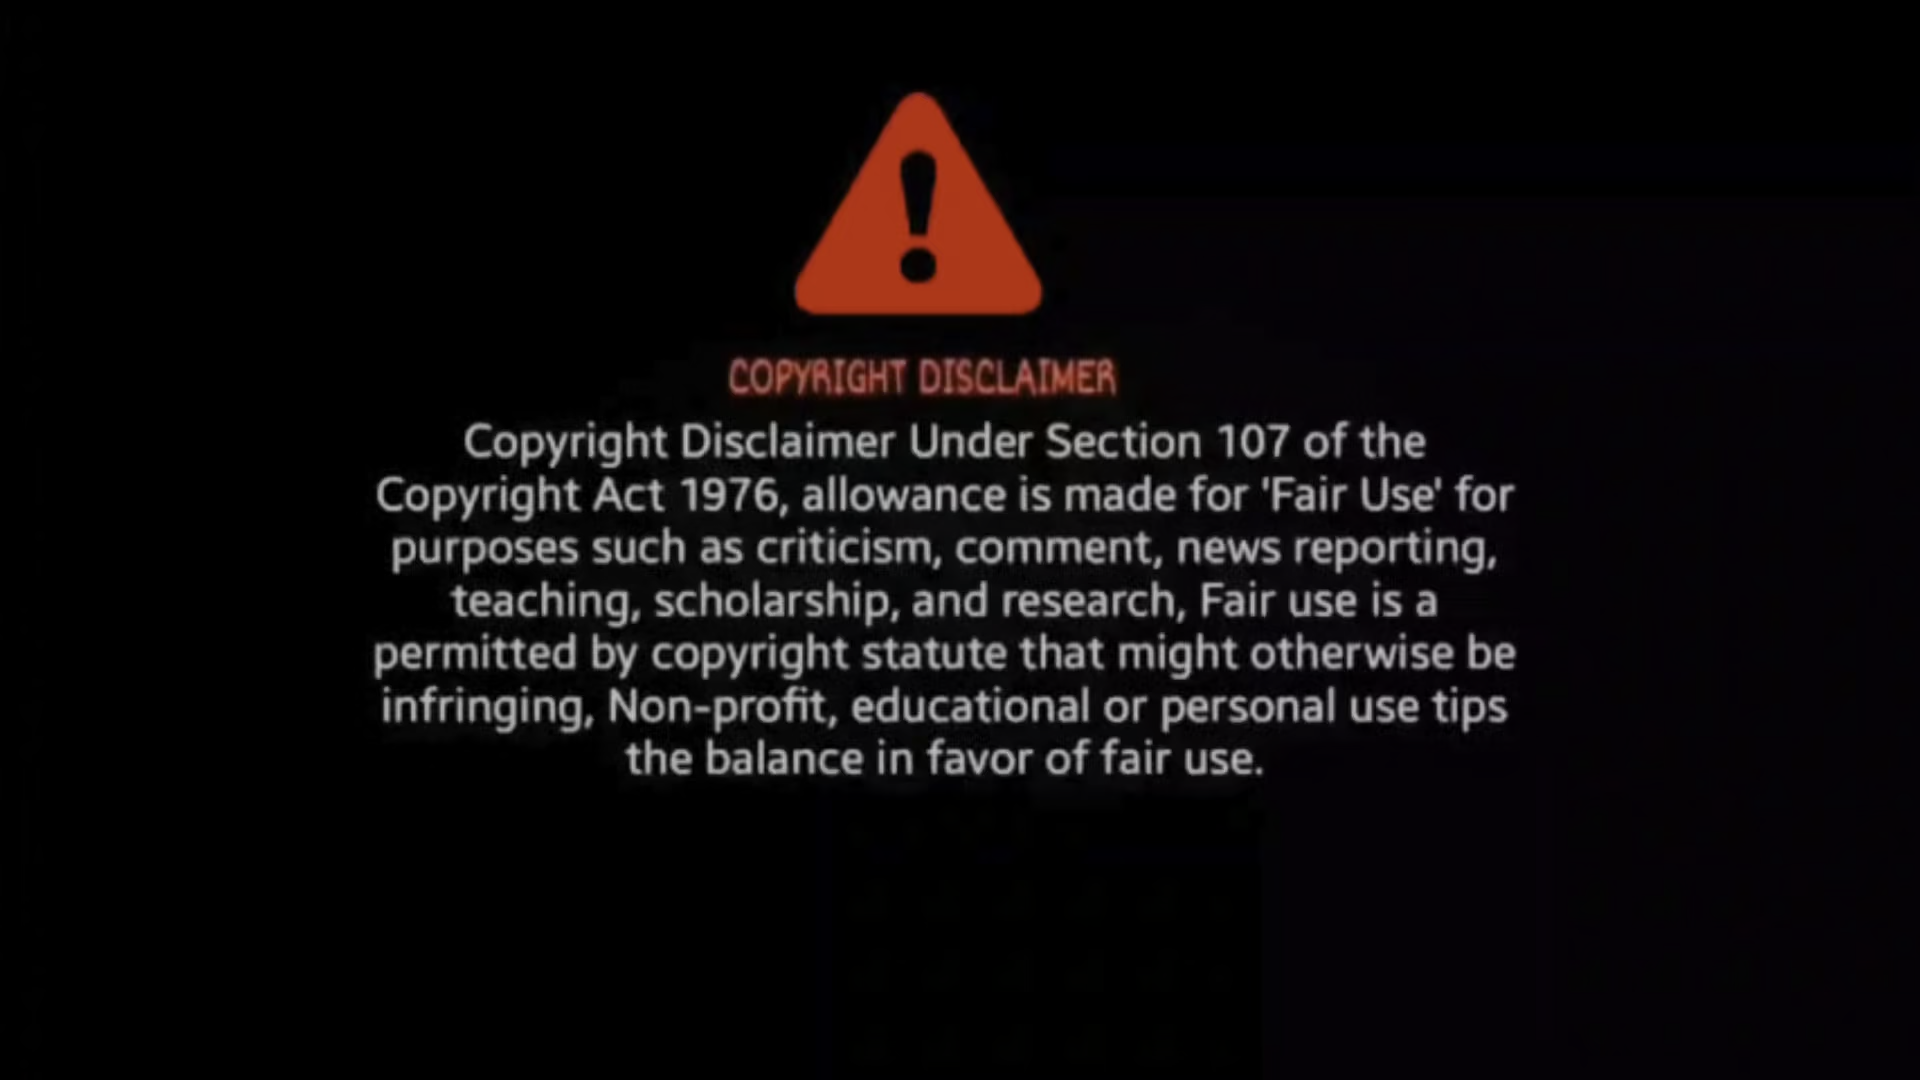 COPYRIGHT DISCLAIMER
Copyright Disclaimer Under Section 107 of the
Copyright Act 1976, allowance is made for 'Fair Use' for
purposes such as criticism, comment, news reporting,
teaching, scholarship, and research, Fair use is a
permitted by copyright statute that might otherwise be
infringing, Non-profit, educational or personal use tips
the balance in favor of fair use.